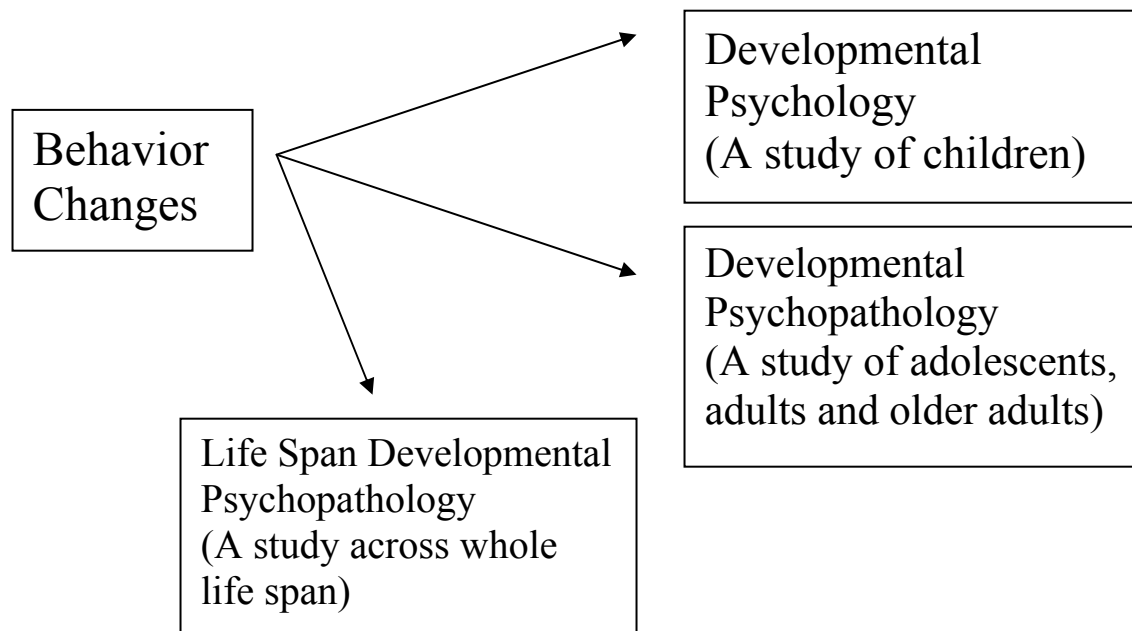 Behavior
Changes
Developmental
Psychology
(A study of children)
Developmental
Psychopathology
(A study of adolescents,
adults and older adults)
Life Span Developmental
Psychopathology
(A study across whole
life span)